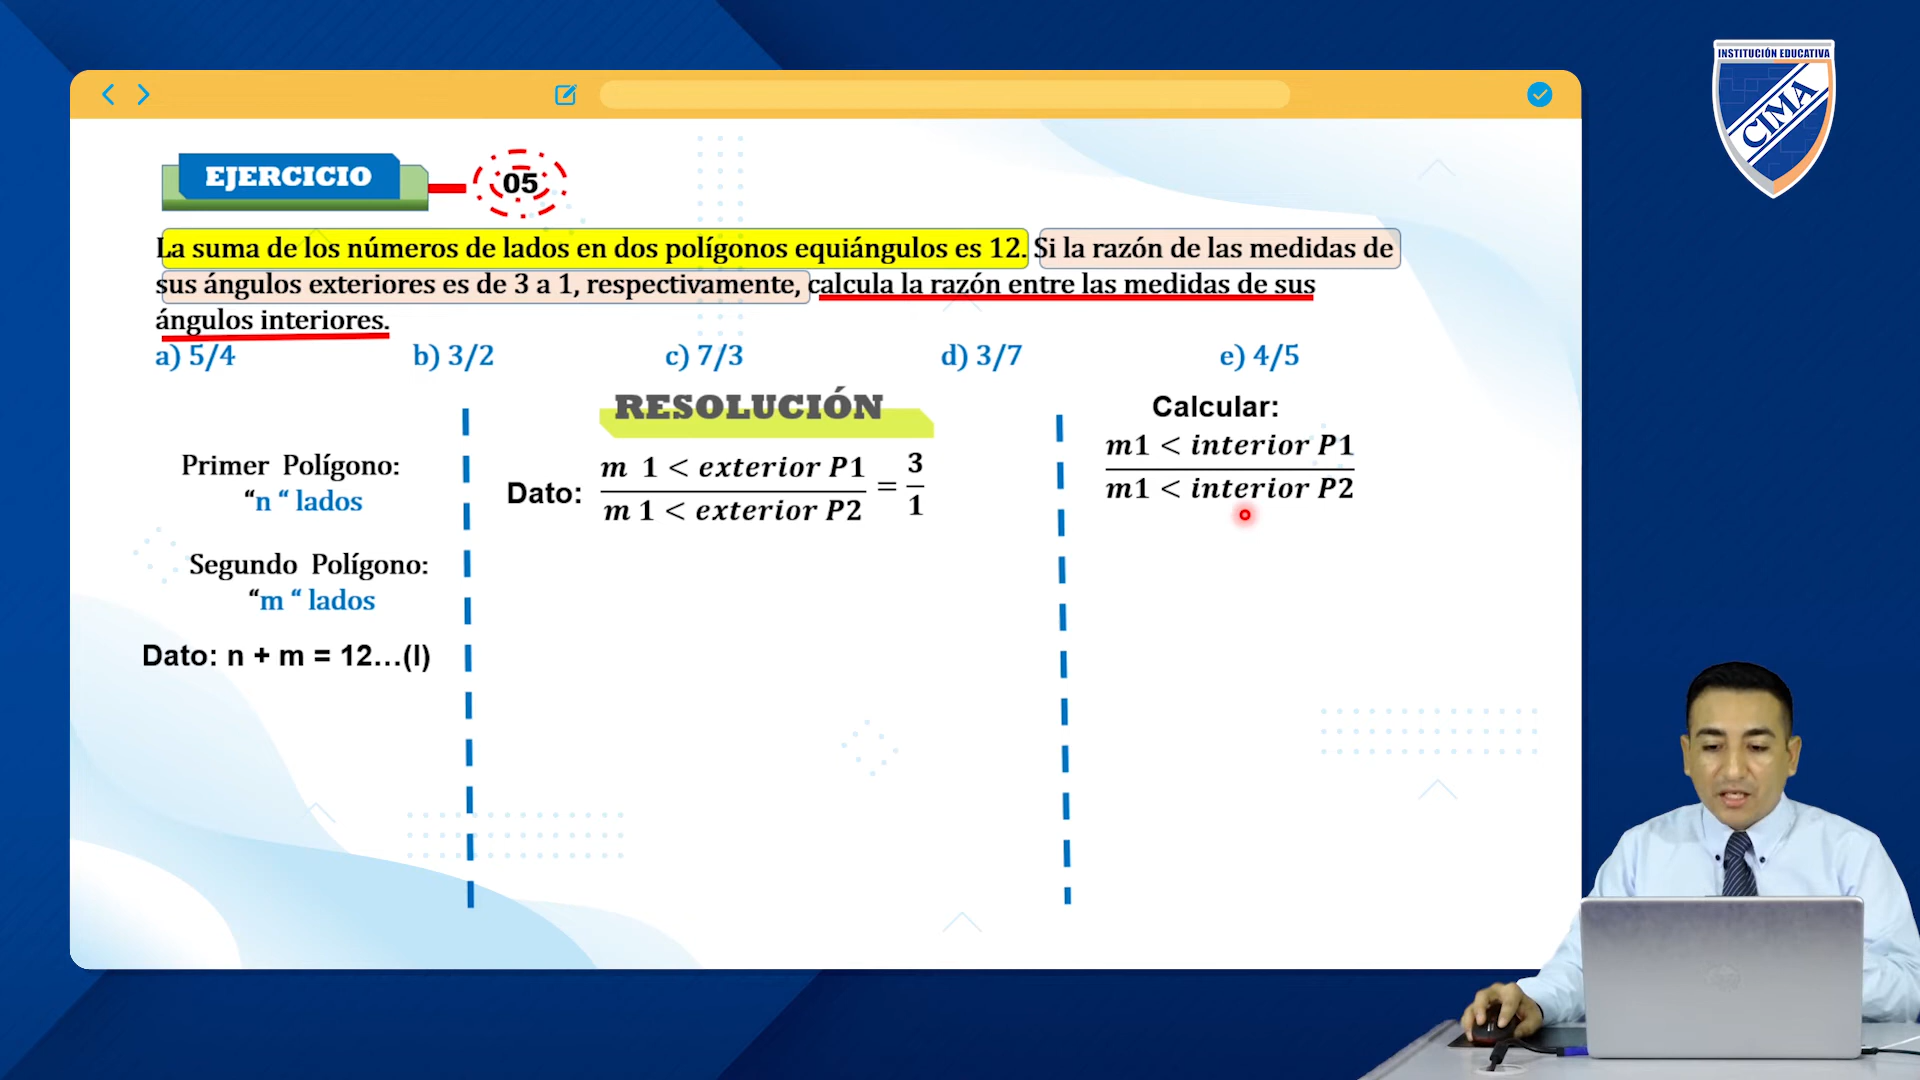 INSTITUCIÓN EDUCATIVA
CIMA
EJERCICIO
05
La suma de los números de lados en dos polígonos equiángulos es 12. Si la razón de las medidas de
sus ángulos exteriores es de 3 a 1, respectivamente, calcula la razón entre las medidas de sus
ángulos interiores.
a) 5/4 b) 3/2 c) 7/3 d) 3/7 e) 4/5
RESOLUCIÓN
Primer Polígono:
“n “ lados
Segundo Polígono:
“m “ lados
Dato: n + m = 12…(I)
Dato:
m 1 < exterior P1
m 1 < exterior P2
=
3
1
Calcular:
m1 < interior P1
m1 < interior P2